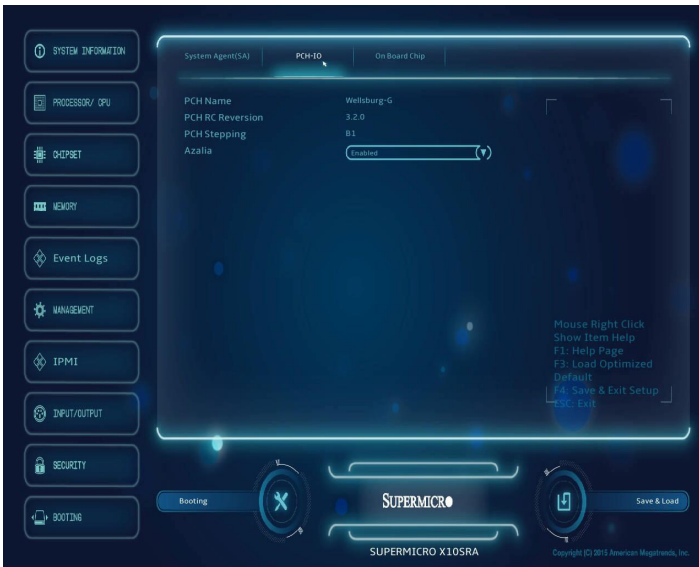 SYSTEM INFORMATION
PROCESSOR/ CPU
CHIPSET
MEMORY
Event Logs
MANAGEMENT
IPMI
INPUT/OUTPUT
SECURITY
BOOTING
System Agent(SA) PCH-IO On Board Chip
PCH Name Wellsburg-G
PCH RC Reversion 3.2.0
PCH Stepping B1
Azalia Enabled
Mouse Right Click
Show Item Help
F1: Help Page
F3: Load Optimized
Default
F4: Save & Exit Setup
ESC: Exit
Booting
SUPERMICRO
Save & Load
SUPERMICRO X10SRA
Copyright (C) 2015 American Megatrends, Inc.